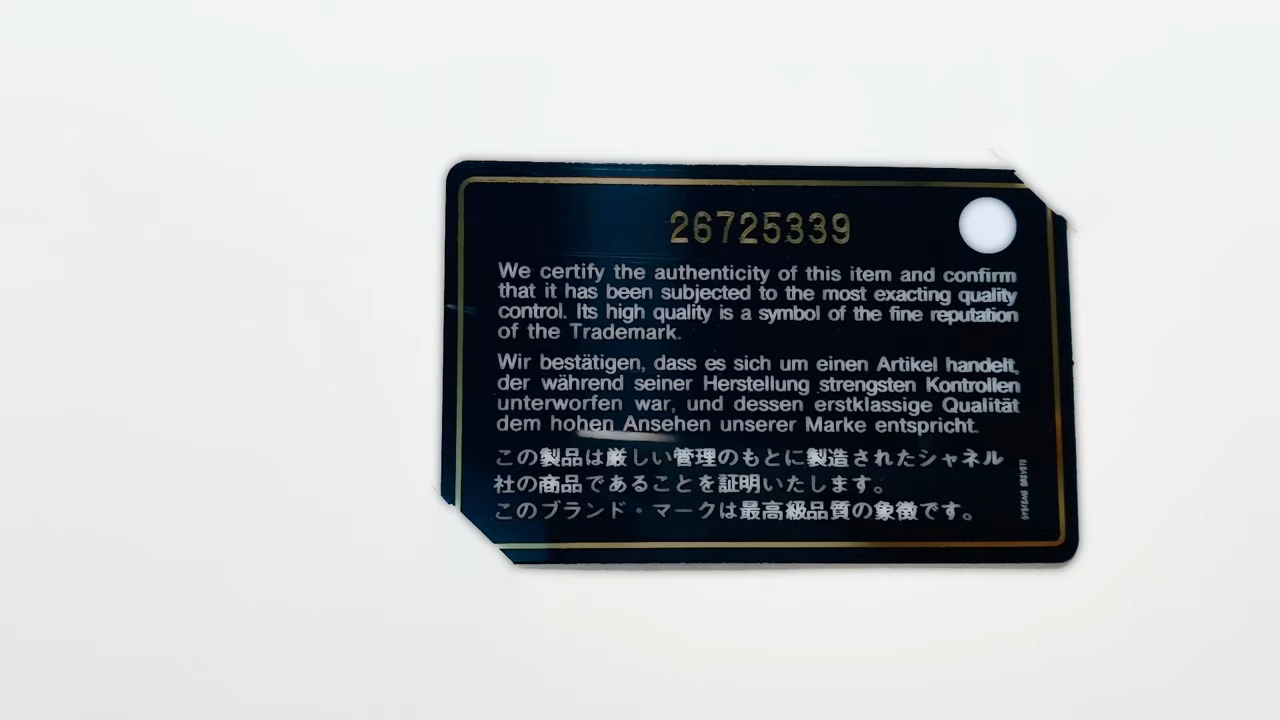 26725339
We certify the authenticity of this item and confirm
that it has been subjected to the most exacting quality
control. Its high quality is a symbol of the fine reputation
of the Trademark.
Wir bestätigen, dass es sich um einen Artikel handelt,
der während seiner Herstellung strengsten Kontrollen
unterworfen war, und dessen erstklassige Qualität
dem hohen Ansehen unserer Marke entspricht.
この製品は厳しい管理のもとに製造されたシャネル
社の商品であることを証明いたします。
このブランド・マークは最高級品質の象徴です。
SYSTEME BREVETE